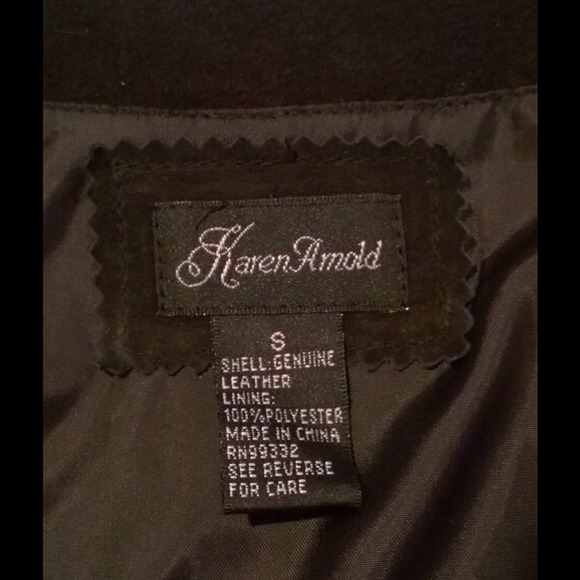 Karen Arnold
S
SHELL:GENUINE
LEATHER
LINING:
100%POLYESTER
MADE IN CHINA
RN99332
SEE REVERSE
FOR CARE